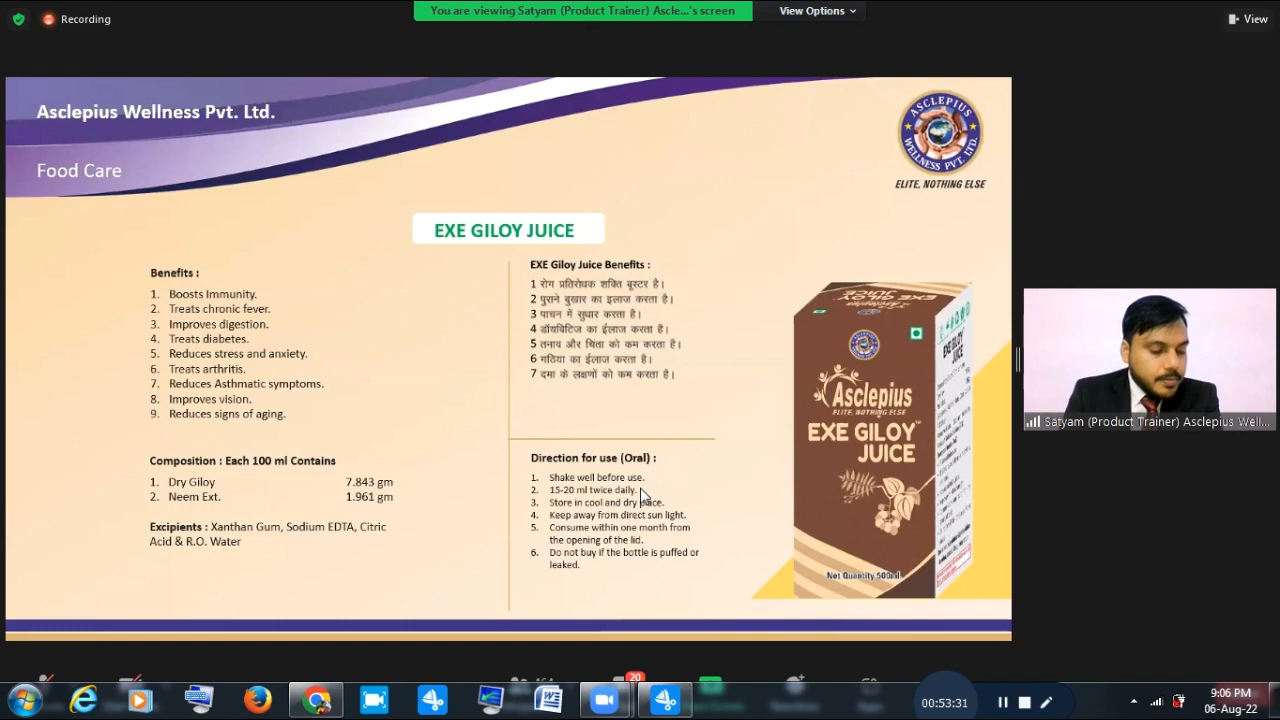 Recording
You are viewing Satyam (Product Trainer) Ascle...'s screen
View Options
View
Asclepius Wellness Pvt. Ltd.
Food Care
ASCLEPIUS
WELLNESS PVT. LTD.
ELITE, NOTHING ELSE
EXE GILOY JUICE
Benefits :
1. Boosts Immunity.
2. Treats chronic fever.
3. Improves digestion.
4. Treats diabetes.
5. Reduces stress and anxiety.
6. Treats arthritis.
7. Reduces Asthmatic symptoms.
8. Improves vision.
9. Reduces signs of aging.
Composition : Each 100 ml Contains
1. Dry Giloy 7.843 gm
2. Neem Ext. 1.961 gm
Excipients : Xanthan Gum, Sodium EDTA, Citric
Acid & R.O. Water
EXE Giloy Juice Benefits :
1 रोग प्रतिरोधक शक्ति बूस्टर है।
2 पुराने बुखार का इलाज करता है।
3 पाचन में सुधार करता है।
4 डॉयविटिज का ईलाज करता है।
5 तनाय और चिंता को कम करता है।
6 गठिया का ईलाज करता है।
7 दमा के लक्षणों को कम करता है।
Direction for use (Oral) :
1. Shake well before use.
2. 15-20 ml twice daily.
3. Store in cool and dry place.
4. Keep away from direct sun light.
5. Consume within one month from
the opening of the lid.
6. Do not buy if the bottle is puffed or
leaked.
EXE GILOY
JUICE
Asclepius
ELITE, NOTHING ELSE
EXE GILOY™
JUICE
Net Quantity 500ml
EXE GILOY
JUICE
Satyam (Product Trainer) Asclepius Well...
20
00:53:31
9:06 PM
06-Aug-22